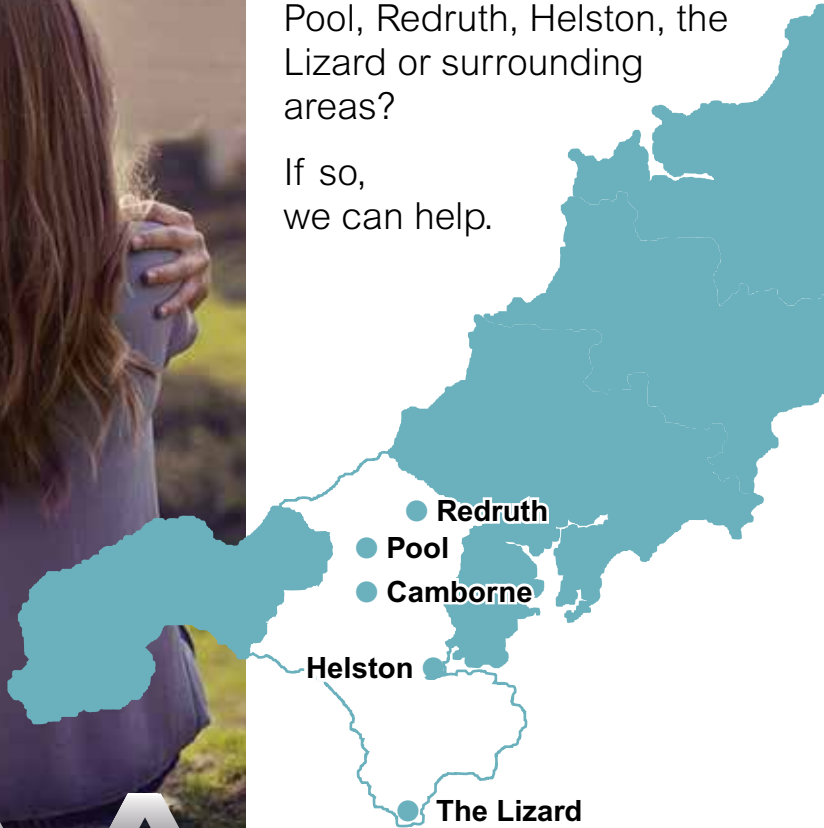 Pool, Redruth, Helston, the
Lizard or surrounding
areas?
If so,
we can help.
Redruth
Pool
Camborne
Helston
The Lizard